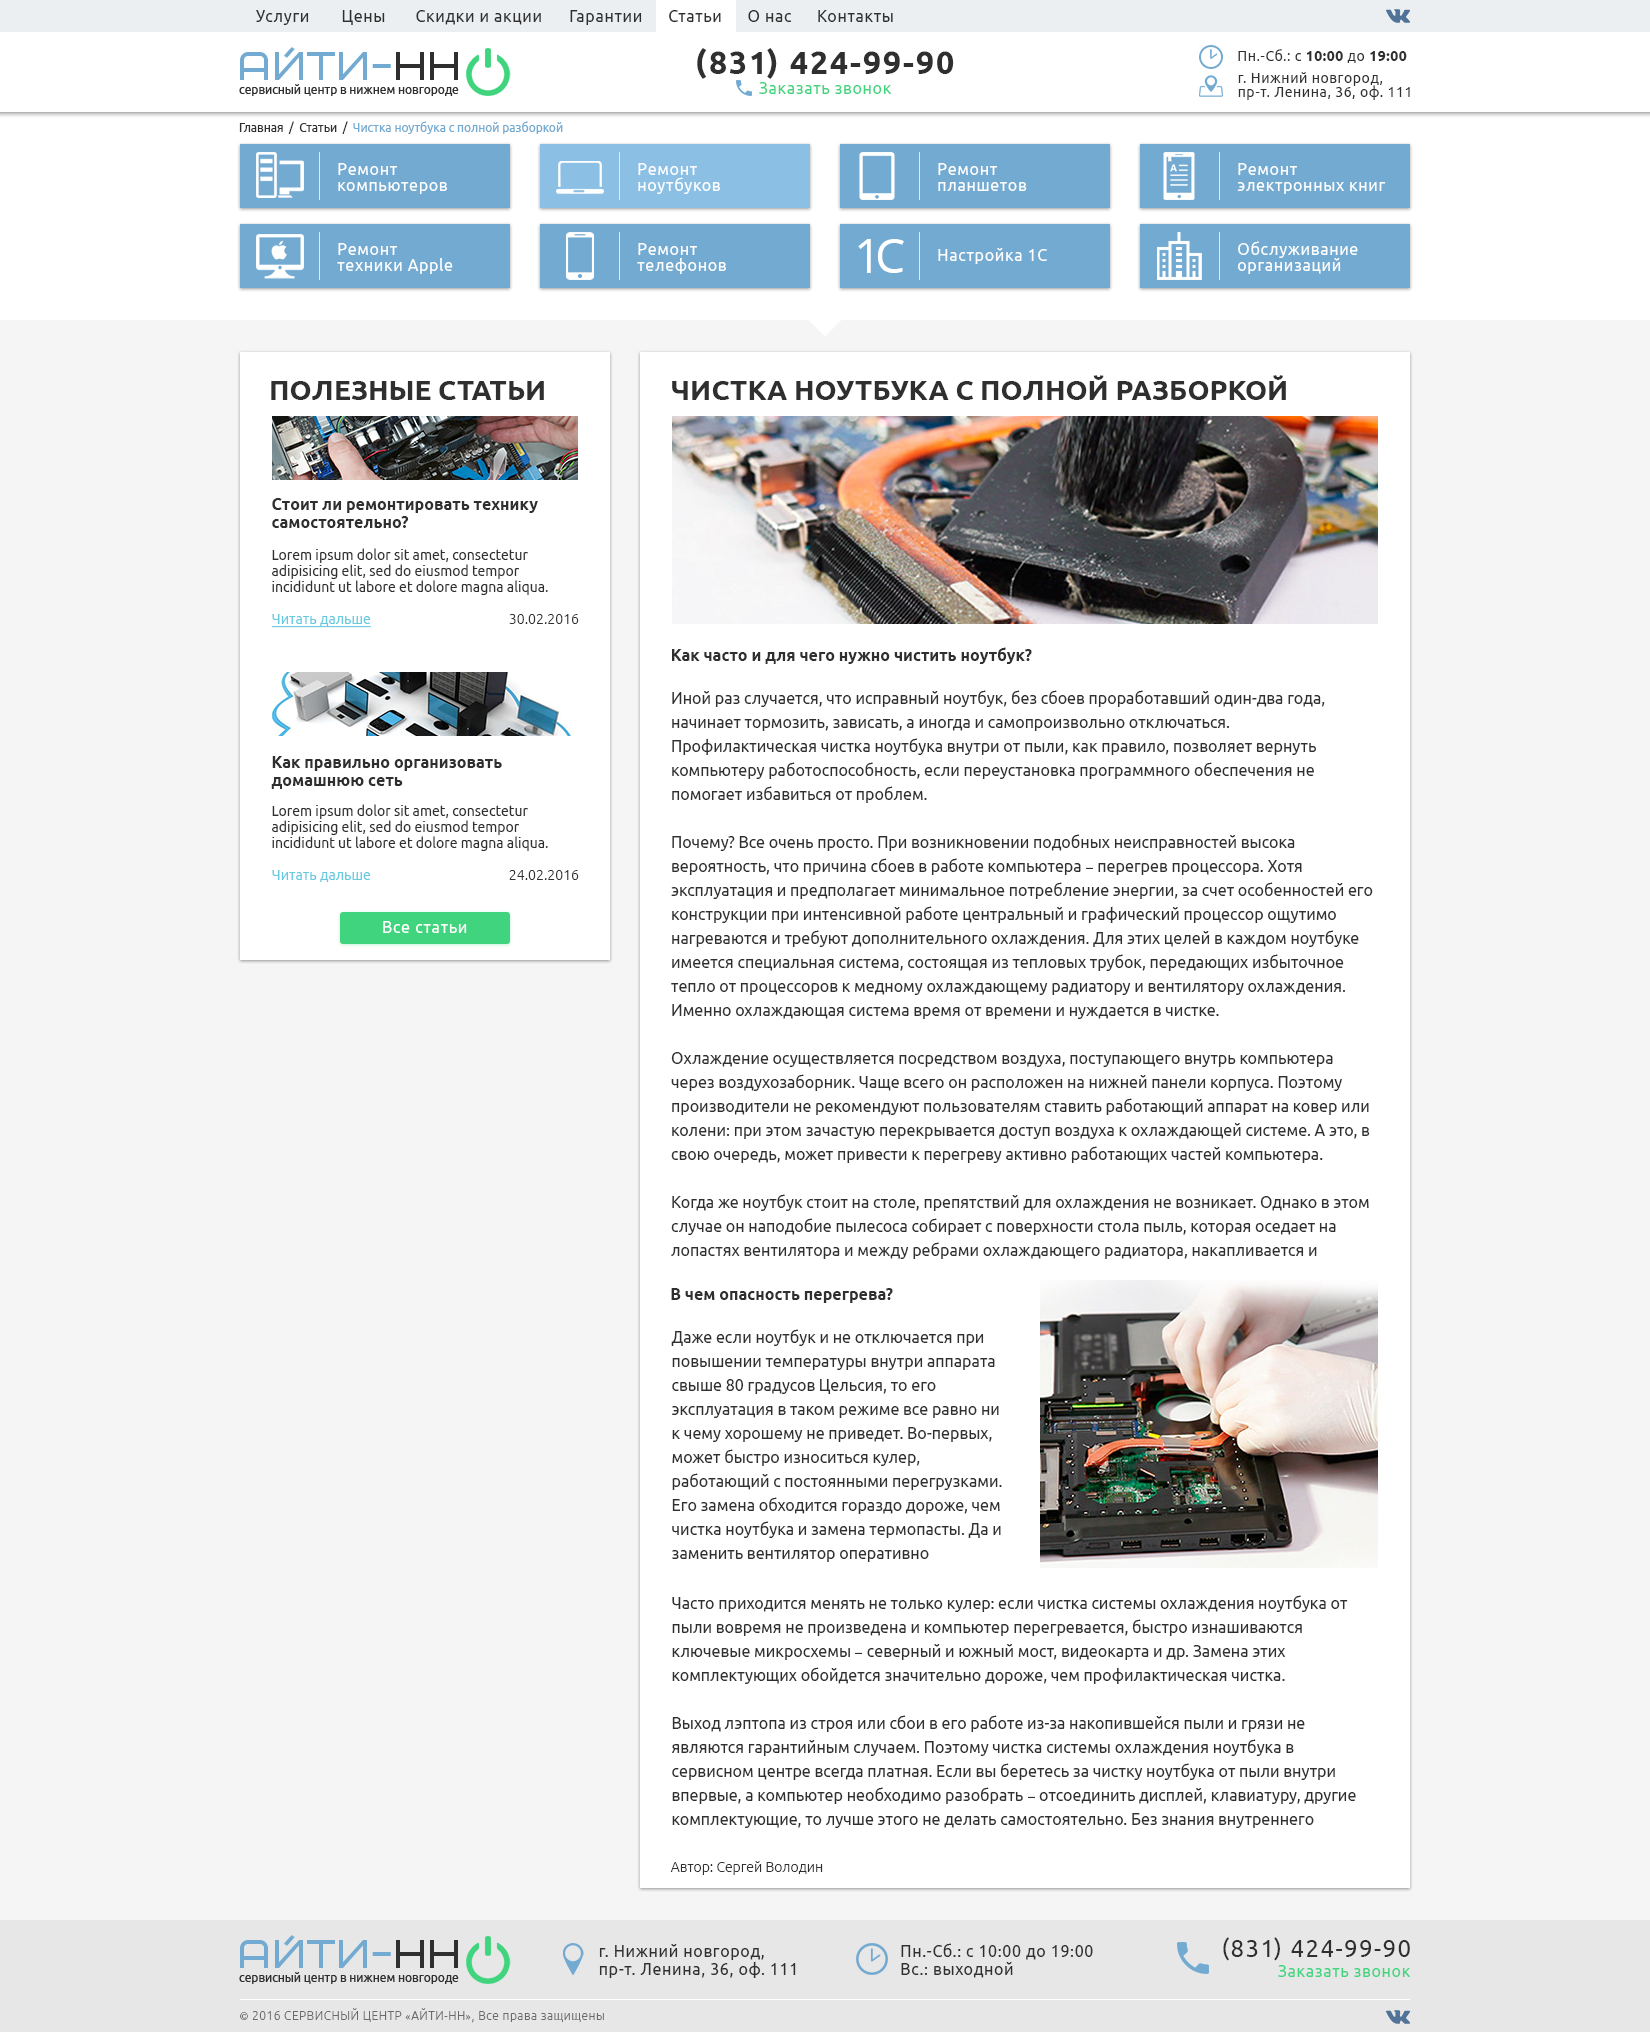 Услуги Цены Скидки и акции Гарантии Статьи О нас Контакты
АЙТИ-НН
сервисный центр в нижнем новгороде
(831) 424-99-90
Заказать звонок
Пн.-Сб.: с 10:00 до 19:00
г. Нижний новгород,
пр-т. Ленина, 36, оф. 111
Главная / Статьи / Чистка ноутбука с полной разборкой
Ремонт
компьютеров
Ремонт
ноутбуков
Ремонт
планшетов
Ремонт
электронных книг
Ремонт
техники Apple
Ремонт
телефонов
1С
Настройка 1С
Обслуживание
организаций
ПОЛЕЗНЫЕ СТАТЬИ
Стоит ли ремонтировать технику
самостоятельно?
Lorem ipsum dolor sit amet, consectetur
adipisicing elit, sed do eiusmod tempor
incididunt ut labore et dolore magna aliqua.
Читать дальше 30.02.2016
Как правильно организовать
домашнюю сеть
Lorem ipsum dolor sit amet, consectetur
adipisicing elit, sed do eiusmod tempor
incididunt ut labore et dolore magna aliqua.
Читать дальше 24.02.2016
Все статьи
ЧИСТКА НОУТБУКА С ПОЛНОЙ РАЗБОРКОЙ
Как часто и для чего нужно чистить ноутбук?
Иной раз случается, что исправный ноутбук, без сбоев проработавший один-два года,
начинает тормозить, зависать, а иногда и самопроизвольно отключаться.
Профилактическая чистка ноутбука внутри от пыли, как правило, позволяет вернуть
компьютеру работоспособность, если переустановка программного обеспечения не
помогает избавиться от проблем.
Почему? Все очень просто. При возникновении подобных неисправностей высока
вероятность, что причина сбоев в работе компьютера – перегрев процессора. Хотя
эксплуатация и предполагает минимальное потребление энергии, за счет особенностей его
конструкции при интенсивной работе центральный и графический процессор ощутимо
нагреваются и требуют дополнительного охлаждения. Для этих целей в каждом ноутбуке
имеется специальная система, состоящая из тепловых трубок, передающих избыточное
тепло от процессоров к медному охлаждающему радиатору и вентилятору охлаждения.
Именно охлаждающая система время от времени и нуждается в чистке.
Охлаждение осуществляется посредством воздуха, поступающего внутрь компьютера
через воздухозаборник. Чаще всего он расположен на нижней панели корпуса. Поэтому
производители не рекомендуют пользователям ставить работающий аппарат на ковер или
колени: при этом зачастую перекрывается доступ воздуха к охлаждающей системе. А это, в
свою очередь, может привести к перегреву активно работающих частей компьютера.
Когда же ноутбук стоит на столе, препятствий для охлаждения не возникает. Однако в этом
случае он наподобие пылесоса собирает с поверхности стола пыль, которая оседает на
лопастях вентилятора и между ребрами охлаждающего радиатора, накапливается и
В чем опасность перегрева?
Даже если ноутбук и не отключается при
повышении температуры внутри аппарата
свыше 80 градусов Цельсия, то его
эксплуатация в таком режиме все равно ни
к чему хорошему не приведет. Во-первых,
может быстро износиться кулер,
работающий с постоянными перегрузками.
Его замена обходится гораздо дороже, чем
чистка ноутбука и замена термопасты. Да и
заменить вентилятор оперативно
Часто приходится менять не только кулер: если чистка системы охлаждения ноутбука от
пыли вовремя не произведена и компьютер перегревается, быстро изнашиваются
ключевые микросхемы – северный и южный мост, видеокарта и др. Замена этих
комплектующих обойдется значительно дороже, чем профилактическая чистка.
Выход лэптопа из строя или сбои в его работе из-за накопившейся пыли и грязи не
являются гарантийным случаем. Поэтому чистка системы охлаждения ноутбука в
сервисном центре всегда платная. Если вы беретесь за чистку ноутбука от пыли внутри
впервые, а компьютер необходимо разобрать – отсоединить дисплей, клавиатуру, другие
комплектующие, то лучше этого не делать самостоятельно. Без знания внутреннего
Автор: Сергей Володин
АЙТИ-НН
сервисный центр в нижнем новгороде
г. Нижний новгород,
пр-т. Ленина, 36, оф. 111
Пн.-Сб.: с 10:00 до 19:00
Вс.: выходной
(831) 424-99-90
Заказать звонок
© 2016 СЕРВИСНЫЙ ЦЕНТР «АЙТИ-НН», Все права защищены